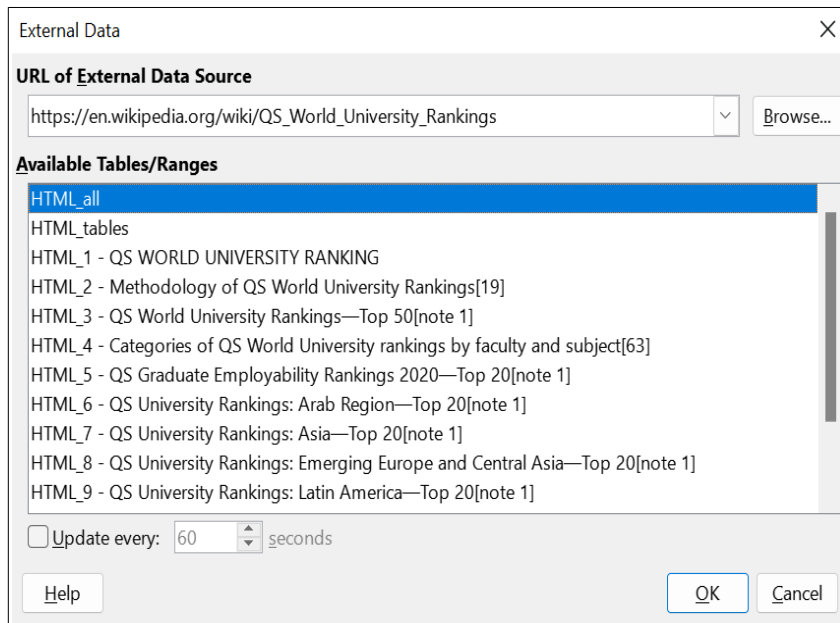 External Data
URL of External Data Source
https://en.wikipedia.org/wiki/QS_World_University_Rankings
Browse...
Available Tables/Ranges
HTML_all
HTML_tables
HTML_1 - QS WORLD UNIVERSITY RANKING
HTML_2 - Methodology of QS World University Rankings[19]
HTML_3 - QS World University Rankings—Top 50[note 1]
HTML_4 - Categories of QS World University rankings by faculty and subject[63]
HTML_5 - QS Graduate Employability Rankings 2020—Top 20[note 1]
HTML_6 - QS University Rankings: Arab Region—Top 20[note 1]
HTML_7 - QS University Rankings: Asia—Top 20[note 1]
HTML_8 - QS University Rankings: Emerging Europe and Central Asia—Top 20[note 1]
HTML_9 - QS University Rankings: Latin America—Top 20[note 1]
Update every: 60 seconds
Help OK Cancel